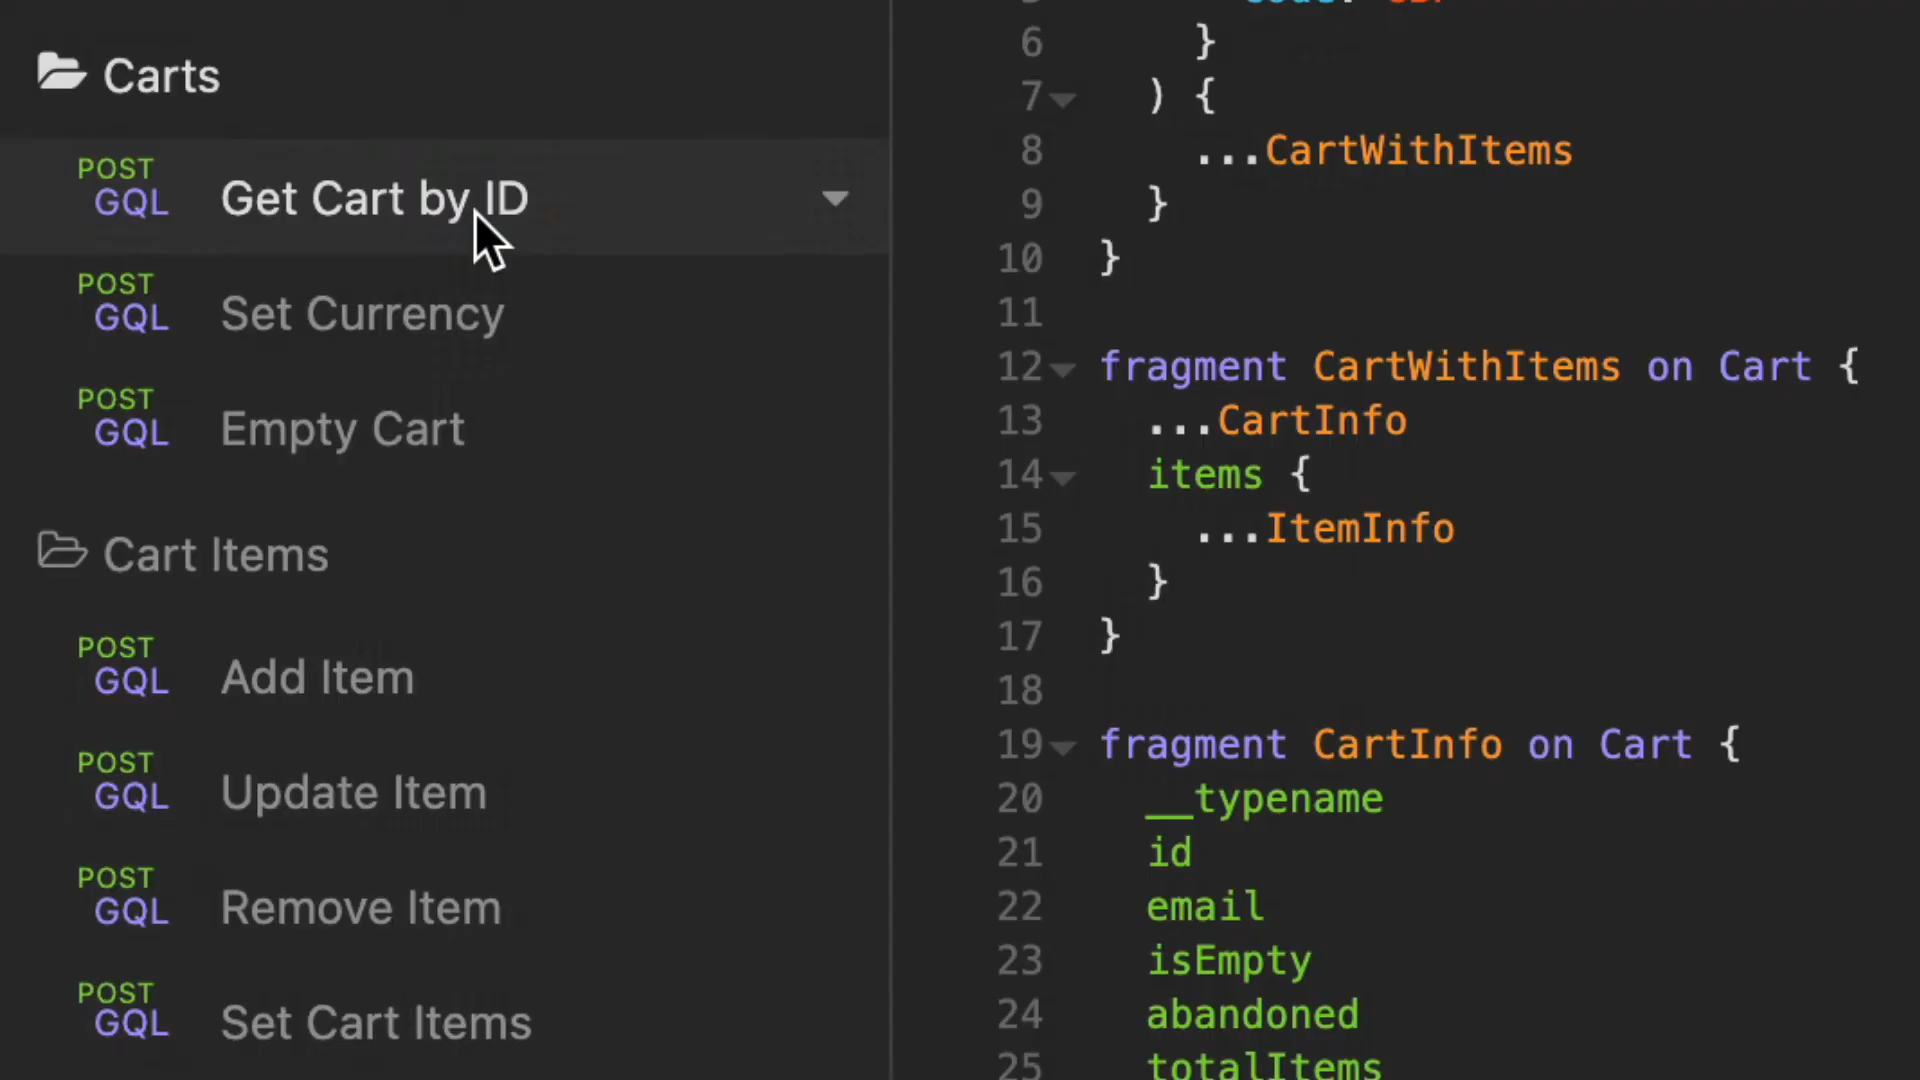 Carts
POST
GQL
Get Cart by ID
POST
GQL
Set Currency
POST
GQL
Empty Cart
Cart Items
POST
GQL
Add Item
POST
GQL
Update Item
POST
GQL
Remove Item
POST
GQL
Set Cart Items
6 }
7 ) {
8 ...CartWithItems
9 }
10 }
11
12 fragment CartWithItems on Cart {
13 ...CartInfo
14 items {
15 ...ItemInfo
16 }
17 }
18
19 fragment CartInfo on Cart {
20 __typename
21 id
22 email
23 isEmpty
24 abandoned
25 totalItems